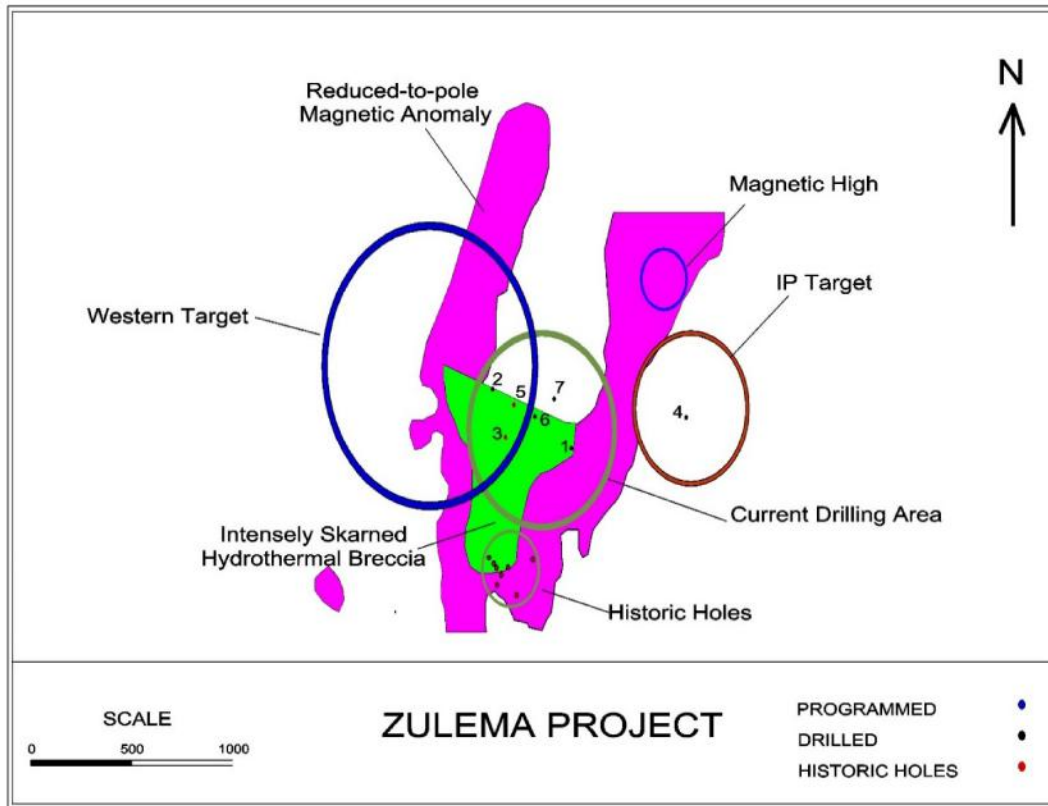 Reduced-to-pole
Magnetic Anomaly
N
Magnetic High
IP Target
Western Target
2
5
7
4
6
3
1
Current Drilling Area
Intensely Skarned
Hydrothermal Breccia
Historic Holes
SCALE
0 500 1000
ZULEMA PROJECT
PROGRAMMED
DRILLED
HISTORIC HOLES